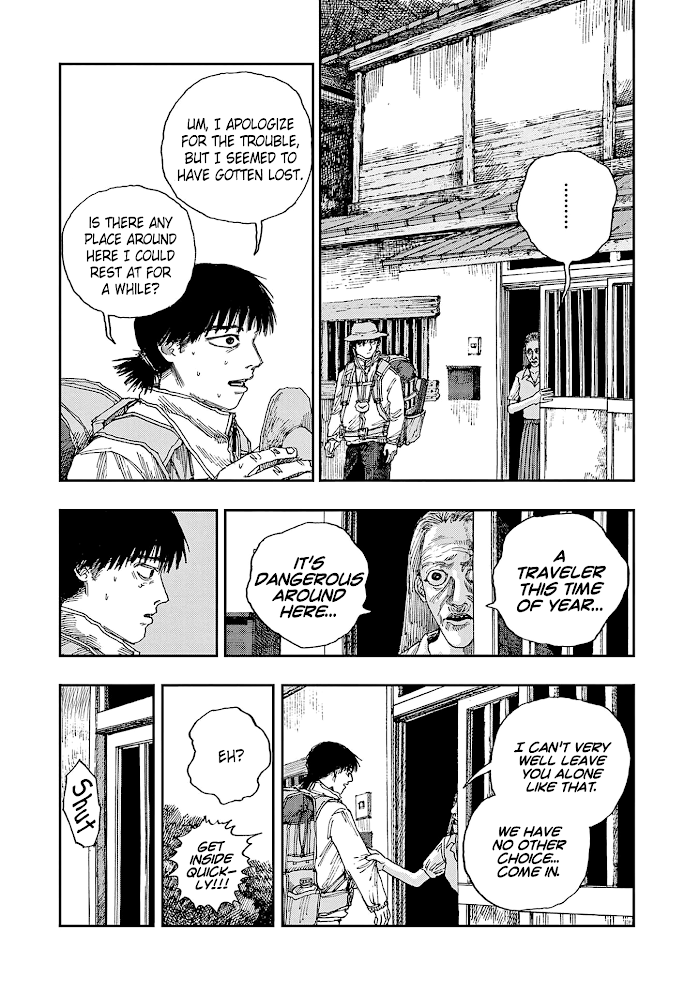 .........
UM, I APOLOGIZE
FOR THE TROUBLE,
BUT I SEEMED TO
HAVE GOTTEN LOST.
IS THERE ANY
PLACE AROUND
HERE I COULD
REST AT FOR
A WHILE?
A
TRAVELER
THIS TIME
OF YEAR...
IT'S
DANGEROUS
AROUND
HERE...
I CAN'T VERY
WELL LEAVE
YOU ALONE
LIKE THAT.
WE HAVE
NO OTHER
CHOICE...
COME IN.
EH?
GET
INSIDE
QUICK-
LY!!!
Shut